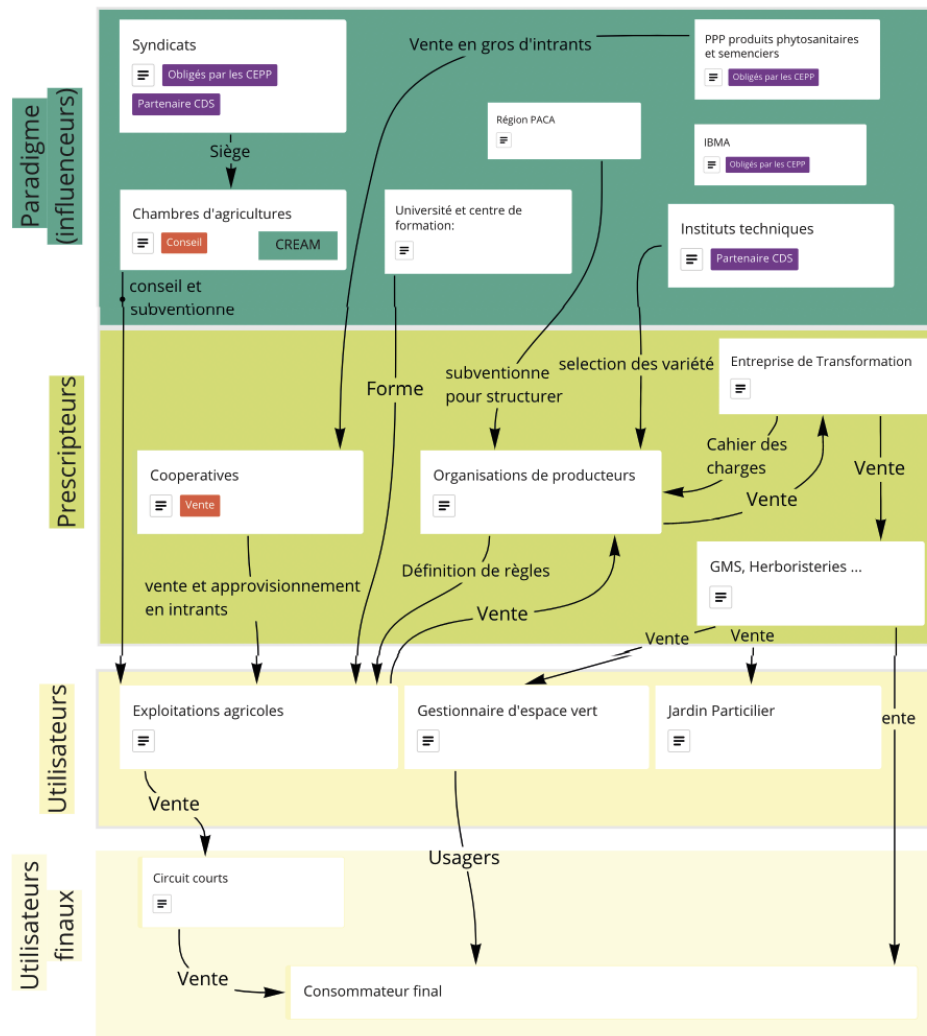 Paradigme
(influenceurs)
Syndicats
Obligés par les CEPP
Partenaire CDS
Vente en gros d'intrants
PPP produits phytosanitaires
et semenciers
Obligés par les CEPP
Région PACA
IBMA
Obligés par les CEPP
Siège
Chambres d'agricultures
Conseil
CREAM
Université et centre de
formation:
Instituts techniques
Partenaire CDS
conseil et
subventionne
Prescripteurs
Forme
subventionne
pour structurer
selection des variété
Entreprise de Transformation
Cahier des
charges
Vente
Vente
Cooperatives
Vente
Organisations de producteurs
GMS, Herboristeries ...
vente et approvisionnement
en intrants
Définition de règles
Vente
Vente
Vente
Utilisateurs
Exploitations agricoles
Gestionnaire d'espace vert
Jardin Particilier
ente
Vente
Usagers
Utilisateurs
finaux
Circuit courts
Vente
Consommateur final